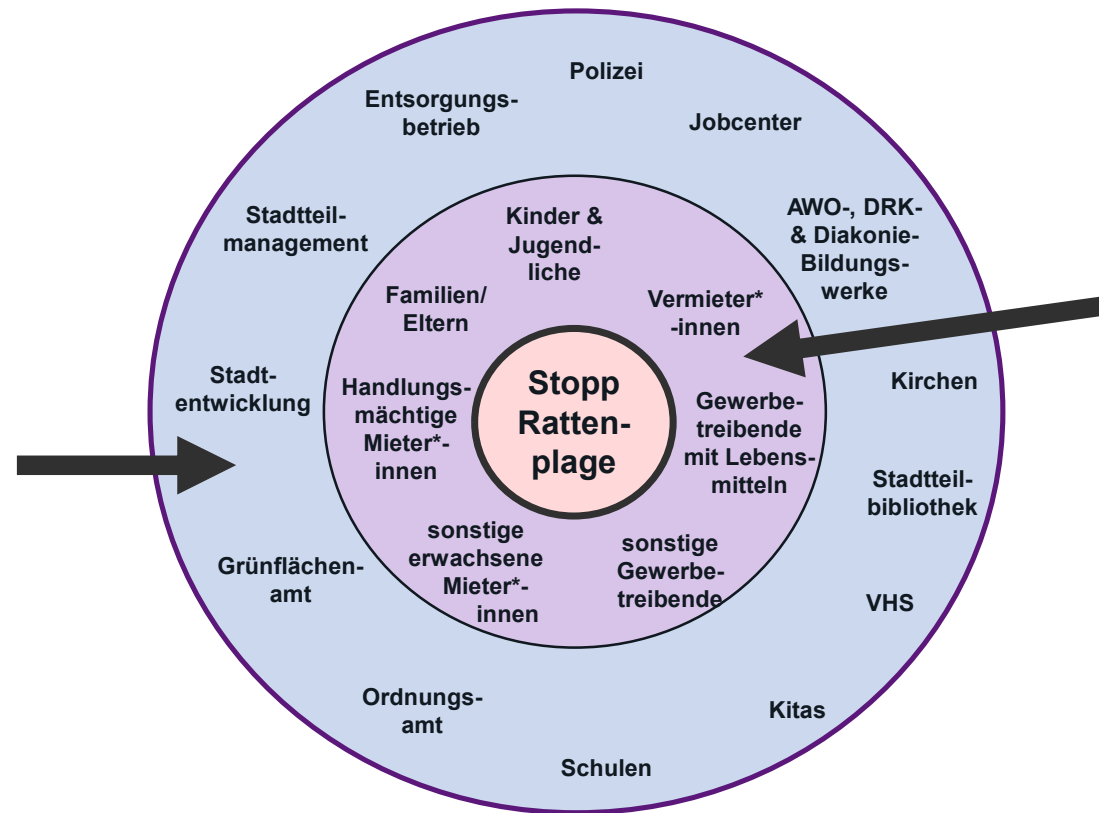 Polizei
Entsorgungs-
betrieb
Jobcenter
Stadtteil-
management
AWO-, DRK-
& Diakonie-
Bildungs-
werke
Kinder &
Jugend-
liche
Familien/
Eltern
Vermieter*
-innen
Stadt-
entwicklung
Handlungs-
mächtige
Mieter*-
innen
Stopp
Ratten-
plage
Gewerbe-
treibende
mit Lebens-
mitteln
Kirchen
Stadtteil-
bibliothek
sonstige
erwachsene
Mieter*-
innen
sonstige
Gewerbe-
treibende
Grünflächen-
amt
VHS
Ordnungs-
amt
Kitas
Schulen